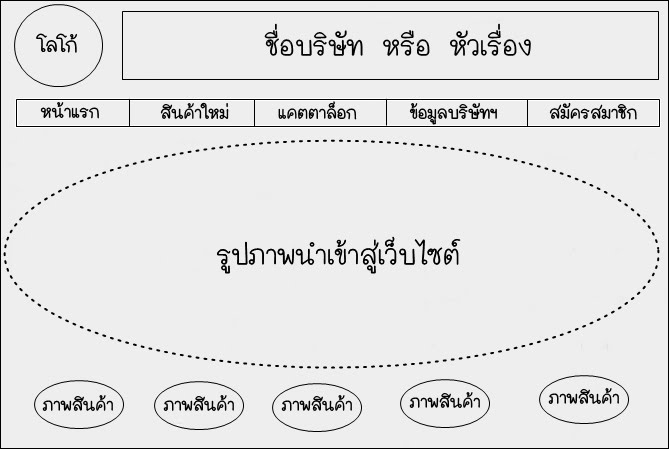 โลโก้
ชื่อบริษัท หรือ หัวเรื่อง
หน้าแรก สินค้าใหม่ แคตตาล็อก ข้อมูลบริษัทฯ สมัครสมาชิก
รูปภาพนำเข้าสู่เว็บไซต์
ภาพสินค้า ภาพสินค้า ภาพสินค้า ภาพสินค้า ภาพสินค้า